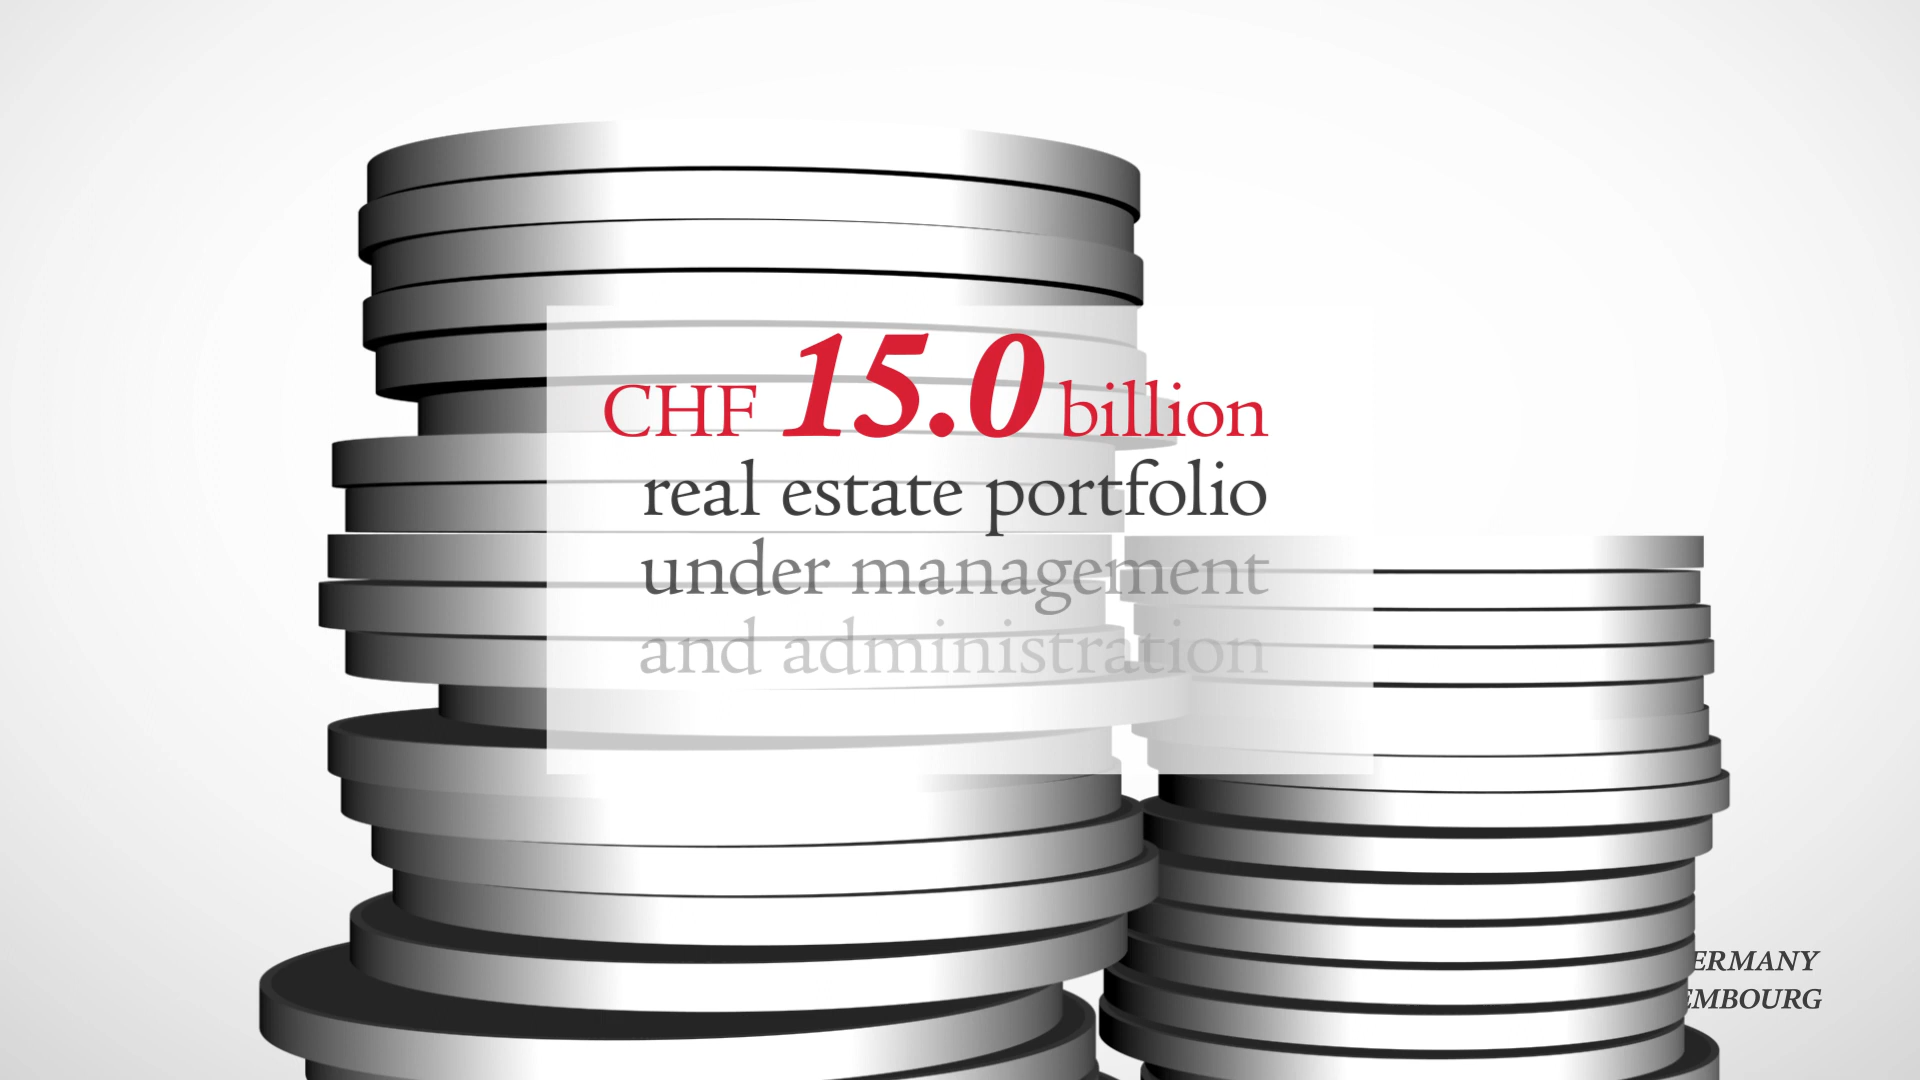 CHF 15.0 billion
real estate portfolio
under management
and administration
ERMANY
EMBOURG